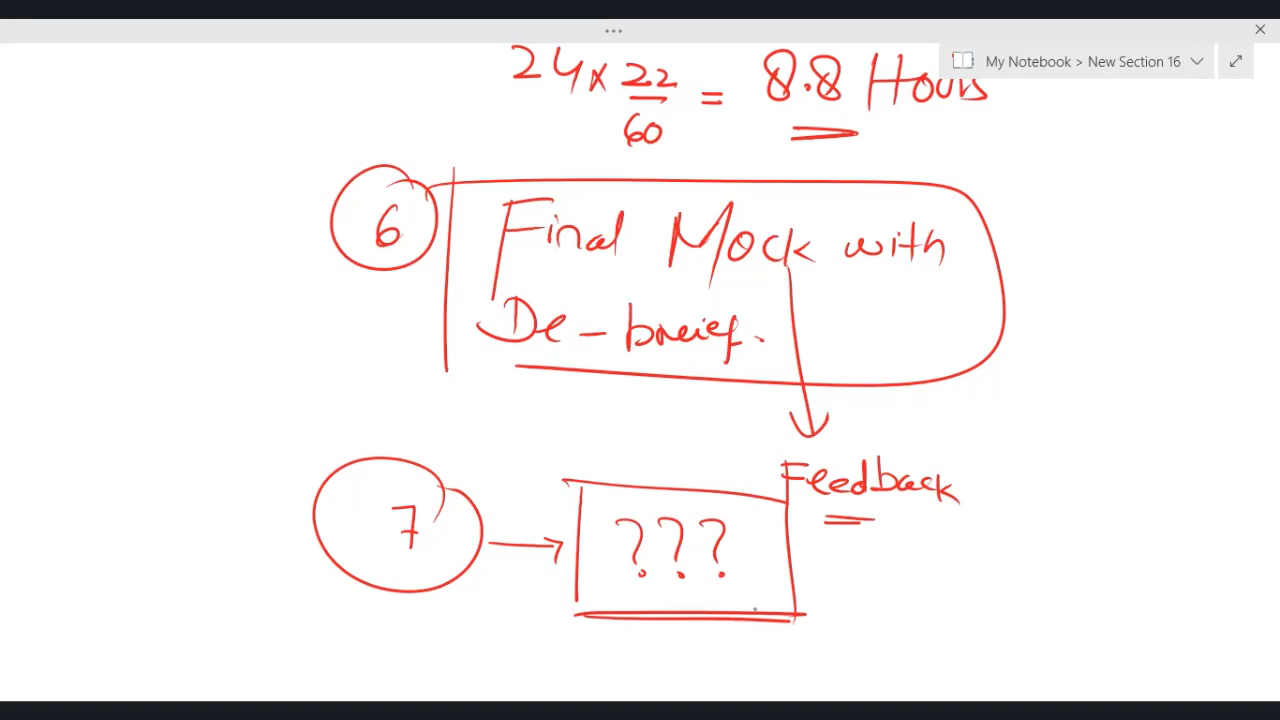 ...
My Notebook > New Section 16
24 x 22/60 = 8.8 Hours
6 Final Mock with
De-breief.
Feedback
7 → ???